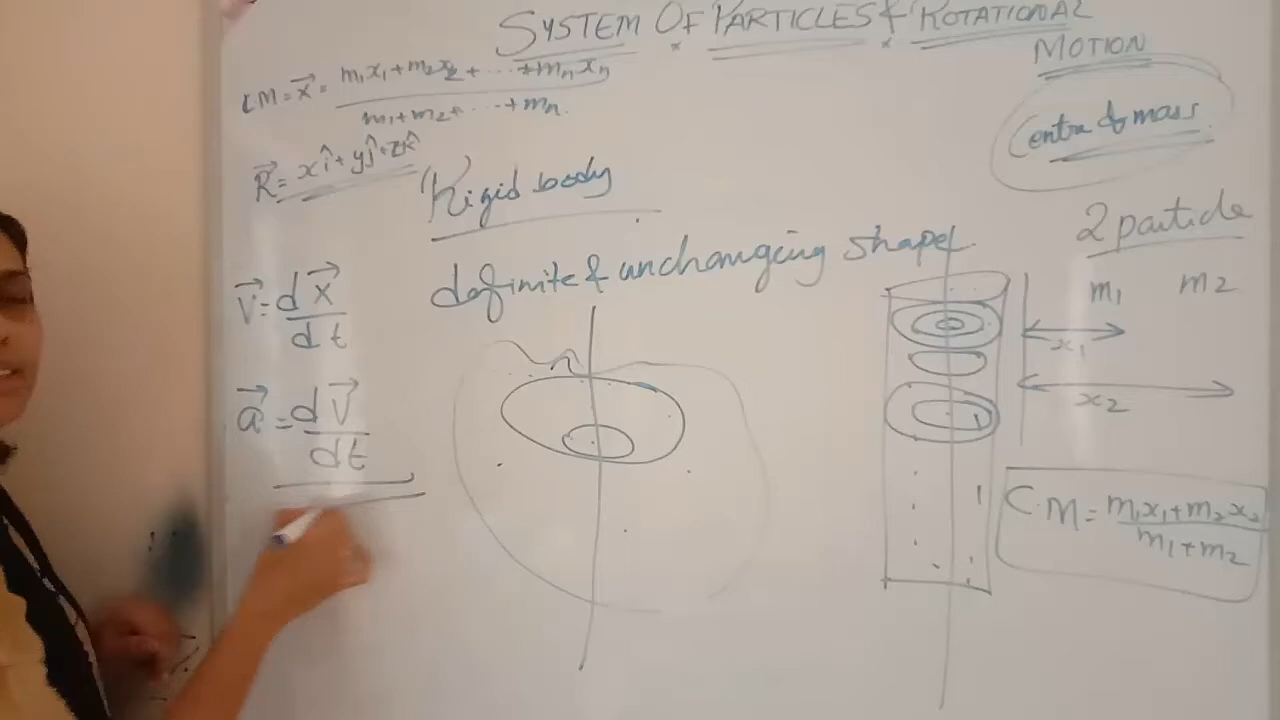 SYSTEM OF PARTICLES & ROTATIONAL
MOTION
CM = x⃗ = m₁x₁+m₂x₂+...+mₙxₙ
m₁+m₂+...+mₙ
R⃗ = xî + yĵ + zk̂
Centre of mass
Rigid body
definite & unchanging shape
2 particle
m₁ m₂
x₁
x₂
v⃗ = dx⃗
dt
a⃗ = dv⃗
dt
C.M = m₁x₁+m₂x₂
m₁+m₂